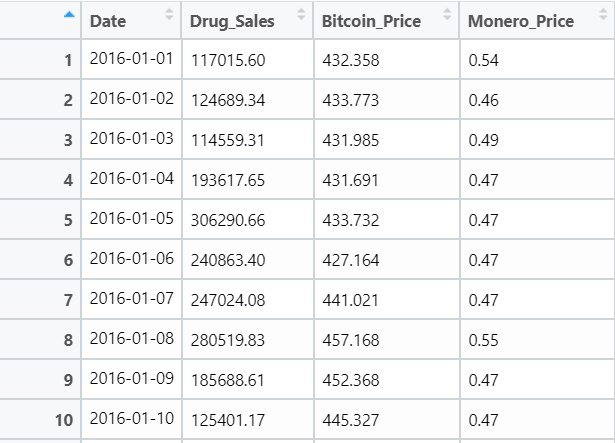 Date Drug_Sales Bitcoin_Price Monero_Price
1 2016-01-01 117015.60 432.358 0.54
2 2016-01-02 124689.34 433.773 0.46
3 2016-01-03 114559.31 431.985 0.49
4 2016-01-04 193617.65 431.691 0.47
5 2016-01-05 306290.66 433.732 0.47
6 2016-01-06 240863.40 427.164 0.47
7 2016-01-07 247024.08 441.021 0.47
8 2016-01-08 280519.83 457.168 0.55
9 2016-01-09 185688.61 452.368 0.47
10 2016-01-10 125401.17 445.327 0.47